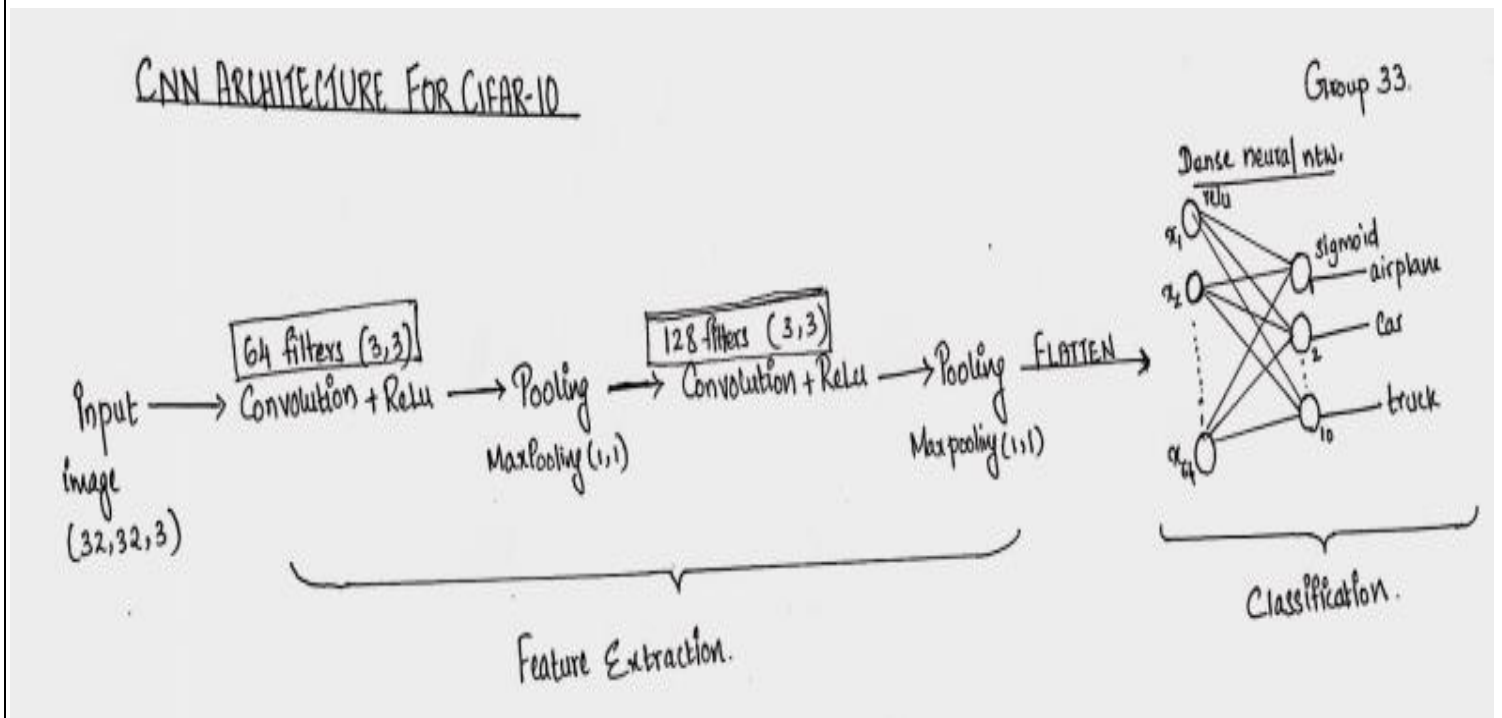 CNN ARCHITECTURE FOR CIFAR-10
Group 33.
Input
image
(32,32,3)
64 filters (3,3)
Convolution + ReLu
Pooling
MaxPooling (1,1)
128 filters (3,3)
Convolution + ReLu
Pooling
Maxpooling (1,1)
FLATTEN
Dense neural ntw.
relu
x1
x2
x64
sigmoid
1
airplane
2
Car
10
truck
Feature Extraction.
Classification.